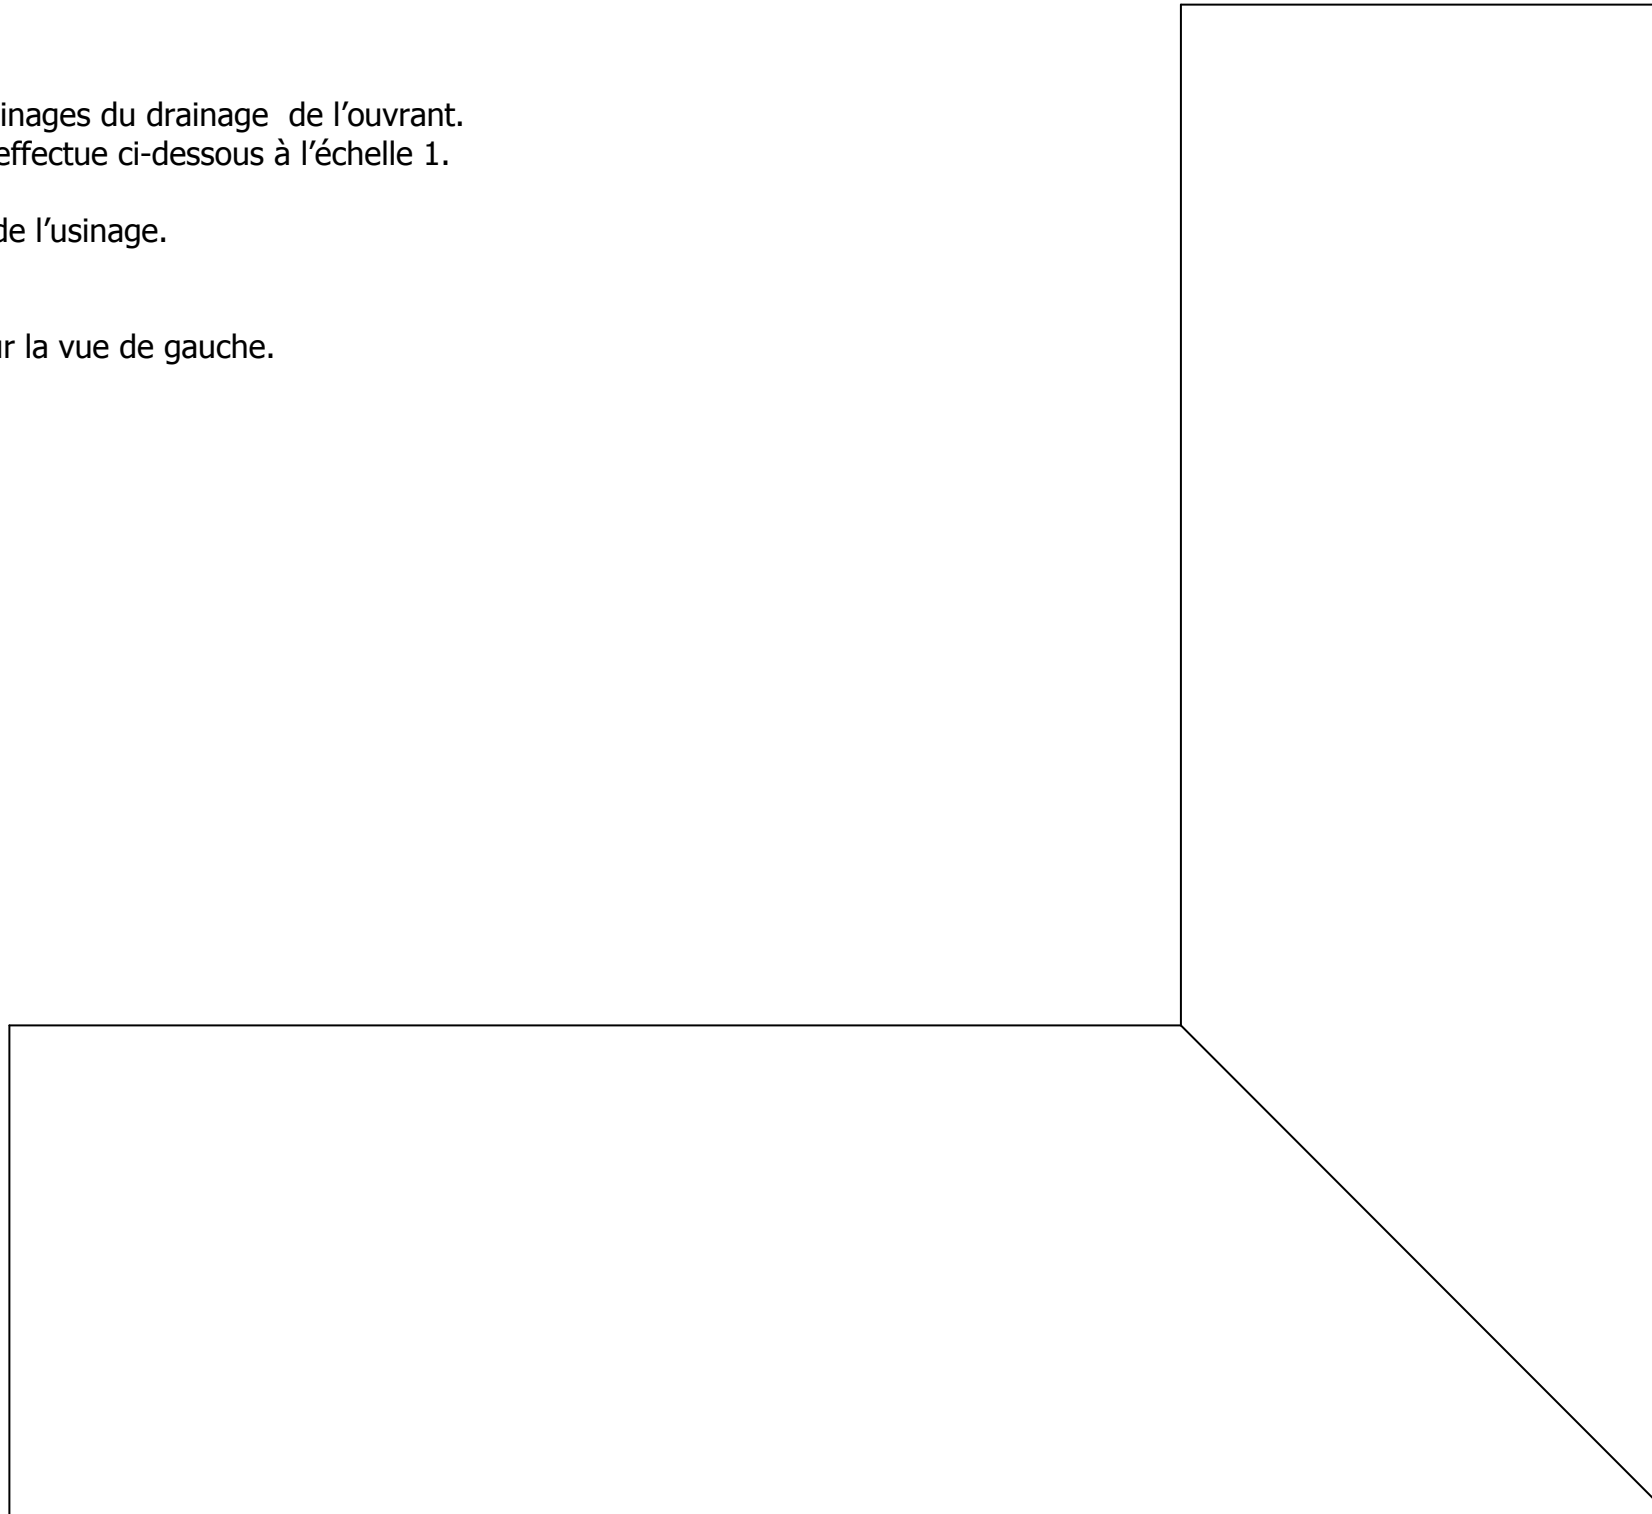 inages du drainage  de l’ouvrant.
effectue ci-dessous à l’échelle 1.
de l’usinage.
r la vue de gauche.